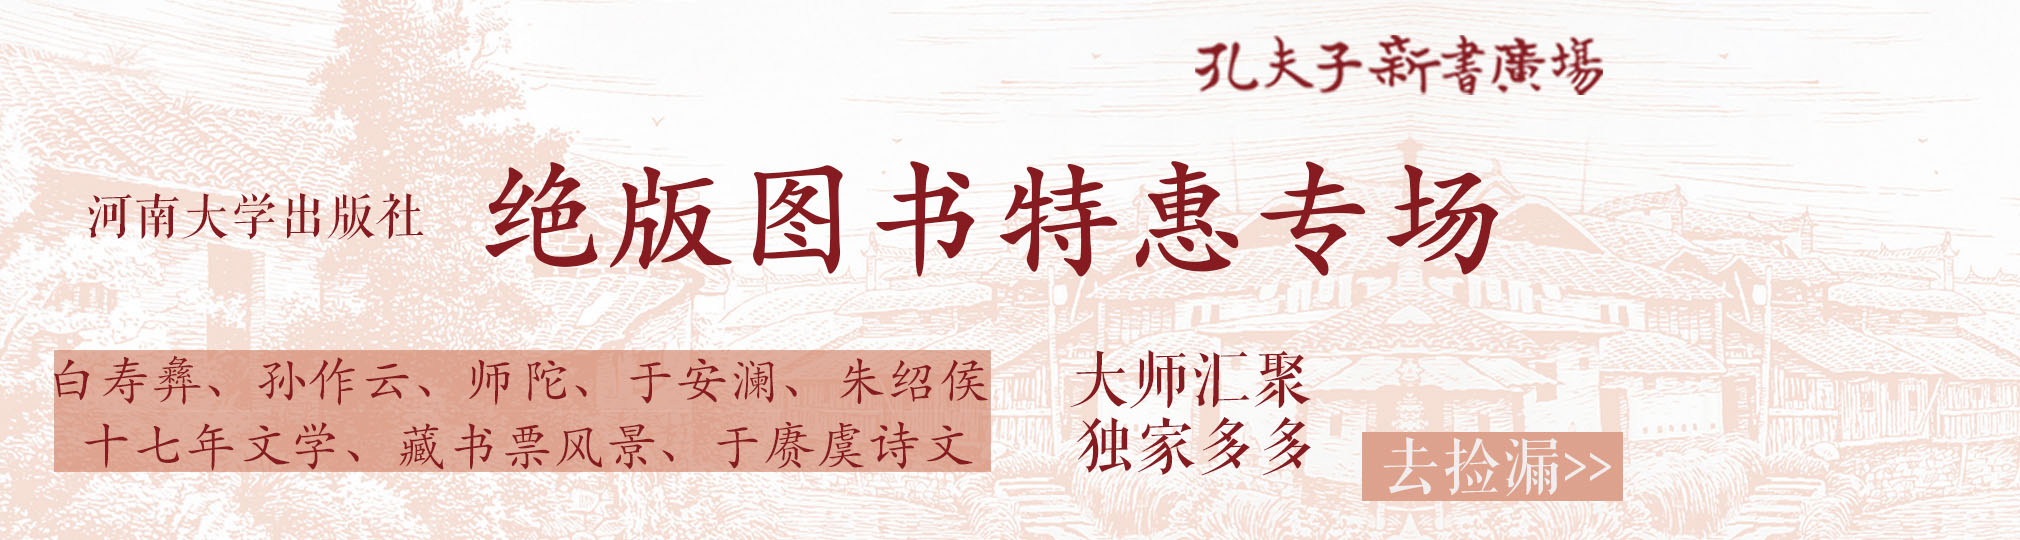 孔夫子新書廣場
河南大学出版社
绝版图书特惠专场
白寿彝、孙作云、师陀、于安澜、朱绍侯
十七年文学、藏书票风景、于赓虞诗文
大师汇聚
独家多多
去捡漏>>